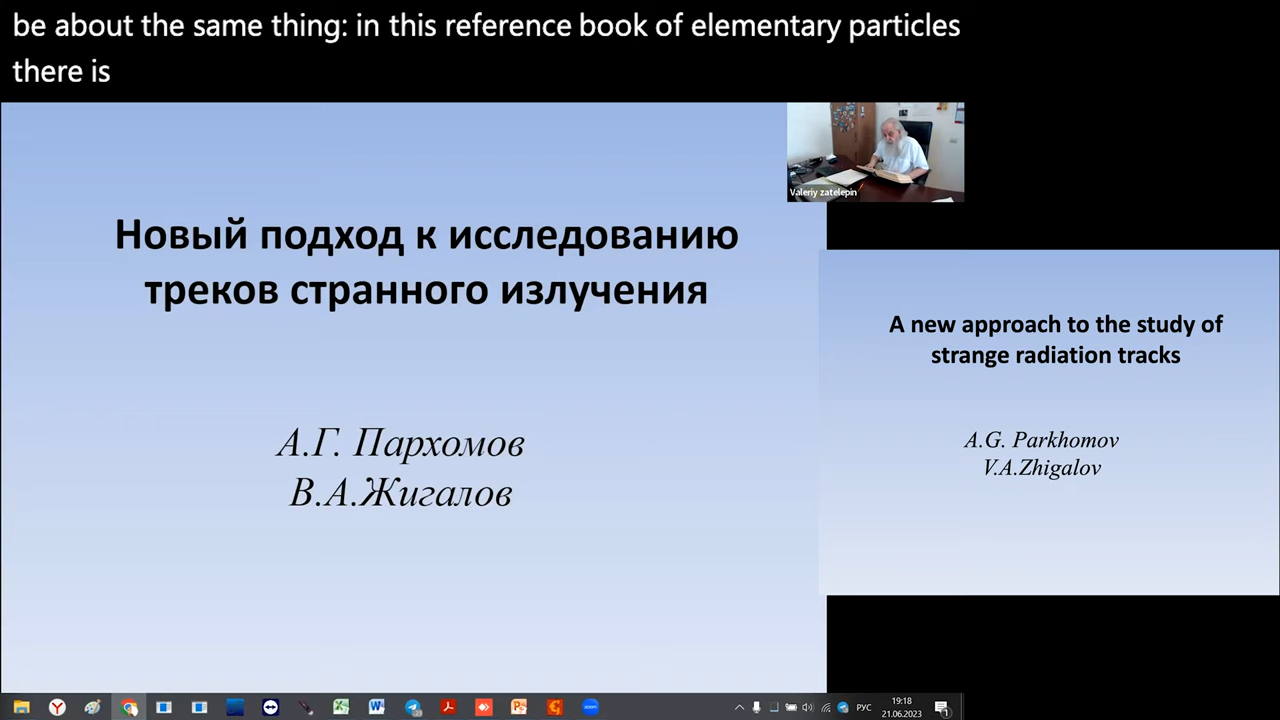 be about the same thing: in this reference book of elementary particles
there is
Valeriy zatelepin
Новый подход к исследованию
треков странного излучения
А.Г. Пархомов
В.А.Жигалов
A new approach to the study of
strange radiation tracks
A.G. Parkhomov
V.A.Zhigalov
РУС
19:18
21.06.2023